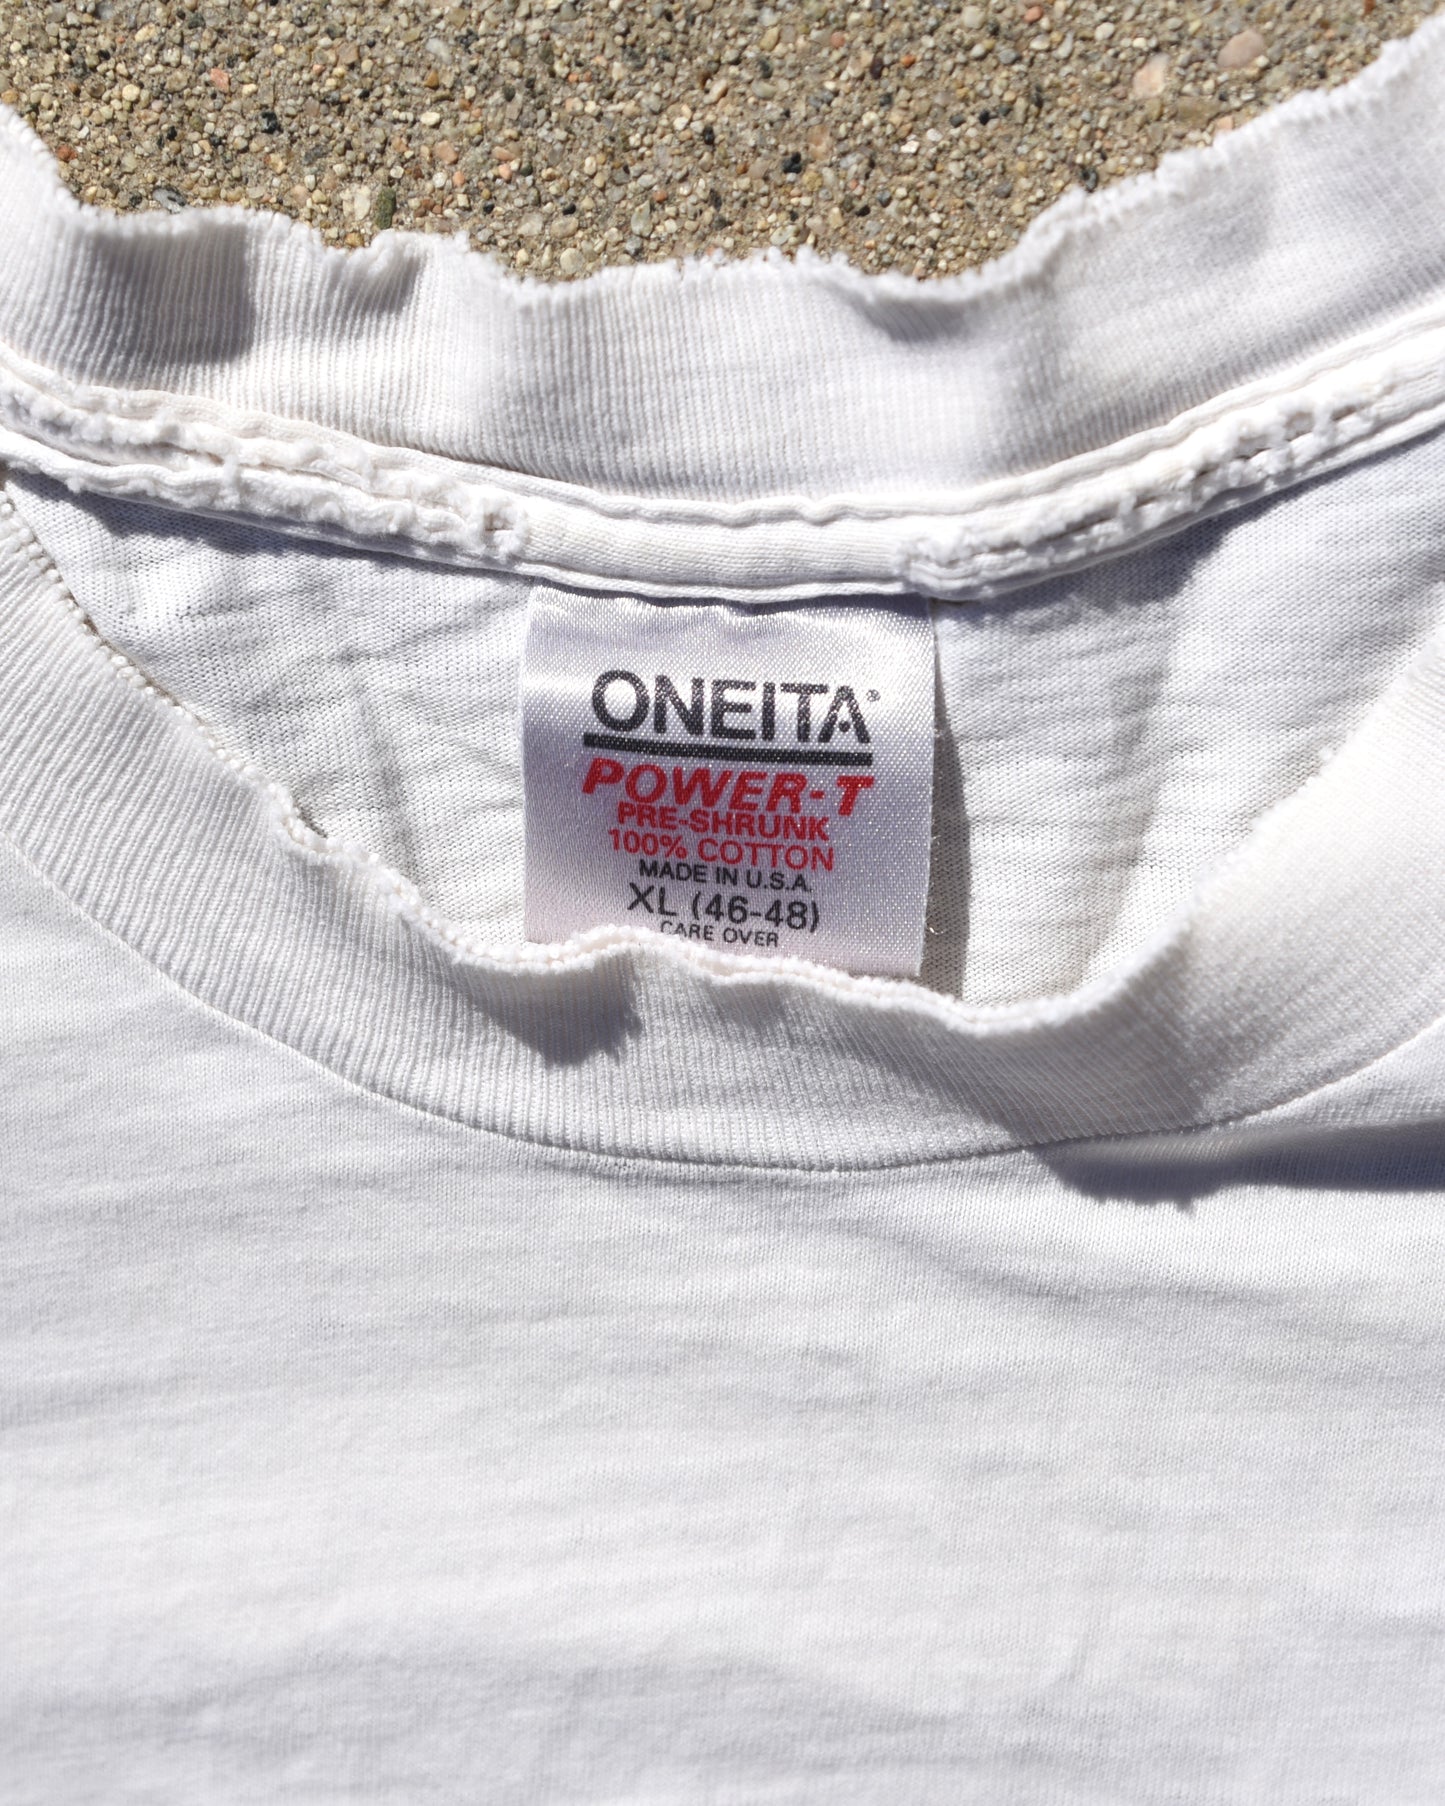 ONEITA®
POWER-T
PRE-SHRUNK
100% COTTON
MADE IN U.S.A.
XL (46-48)
CARE OVER